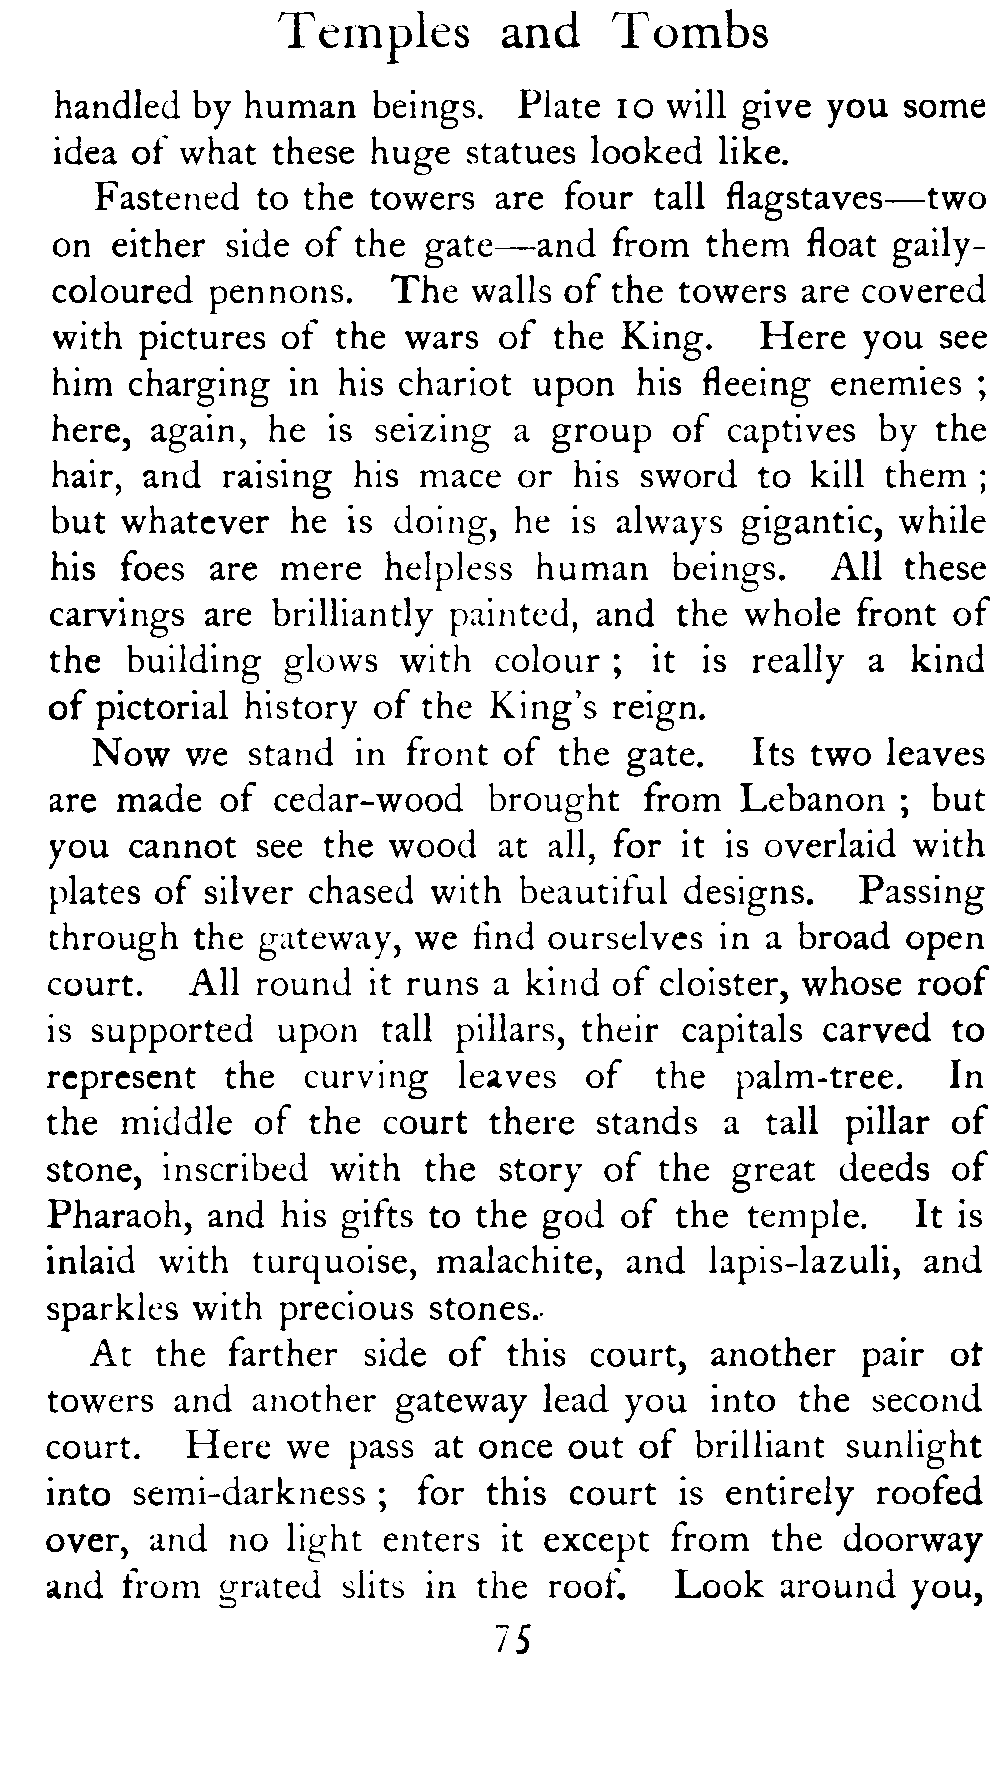 Temples and Tombs
handled by human beings. Plate 10 will give you some
idea of what these huge statues looked like.
Fastened to the towers are four tall flagstaves—two
on either side of the gate—and from them float gaily-
coloured pennons. The walls of the towers are covered
with pictures of the wars of the King. Here you see
him charging in his chariot upon his fleeing enemies ;
here, again, he is seizing a group of captives by the
hair, and raising his mace or his sword to kill them ;
but whatever he is doing, he is always gigantic, while
his foes are mere helpless human beings. All these
carvings are brilliantly painted, and the whole front of
the building glows with colour ; it is really a kind
of pictorial history of the King's reign.
Now we stand in front of the gate. Its two leaves
are made of cedar-wood brought from Lebanon ; but
you cannot see the wood at all, for it is overlaid with
plates of silver chased with beautiful designs. Passing
through the gateway, we find ourselves in a broad open
court. All round it runs a kind of cloister, whose roof
is supported upon tall pillars, their capitals carved to
represent the curving leaves of the palm-tree. In
the middle of the court there stands a tall pillar of
stone, inscribed with the story of the great deeds of
Pharaoh, and his gifts to the god of the temple. It is
inlaid with turquoise, malachite, and lapis-lazuli, and
sparkles with precious stones.
At the farther side of this court, another pair of
towers and another gateway lead you into the second
court. Here we pass at once out of brilliant sunlight
into semi-darkness ; for this court is entirely roofed
over, and no light enters it except from the doorway
and from grated slits in the roof. Look around you,
75